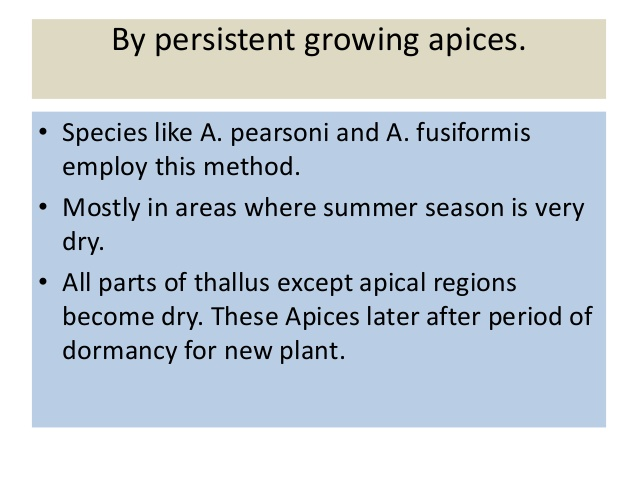 By persistent growing apices.
• Species like A. pearsoni and A. fusiformis
employ this method.
• Mostly in areas where summer season is very
dry.
• All parts of thallus except apical regions
become dry. These Apices later after period of
dormancy for new plant.